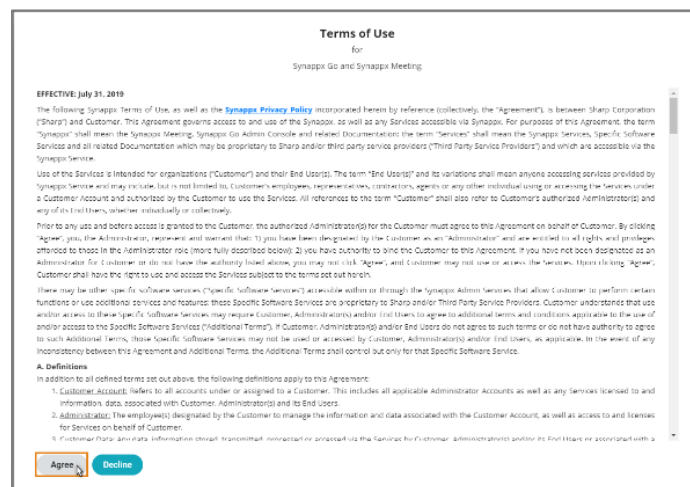 Terms of Use
for
Synappx Go and Synappx Meeting
EFFECTIVE: July 31, 2019
The following Synappx Terms of Use, as well as the Synappx Privacy Policy incorporated herein by reference (collectively, the "Agreement"), is between Sharp Corporation
("Sharp") and Customer. This Agreement governs access to and use of the Synappx, as well as any Services accessible via Synappx. For purposes of this Agreement, the term
"Synappx" shall mean the Synappx Meeting, Synappx Go Admin Console and related Documentation; the term "Services" shall mean the Synappx Services, Specific Software
Services and all related Documentation which may be proprietary to Sharp and/or third party service providers ("Third Party Service Providers") and which are accessible via the
Synappx Service.
Use of the Services is intended for organizations ("Customer") and their End User(s). The term "End User(s)" and its variations shall mean anyone accessing services provided by
Synappx Service and may include, but is not limited to, Customer's employees, representatives, contractors, agents or any other individual using or accessing the Services under
a Customer Account and authorized by the Customer to use the Services. All references to the term "Customer" shall also refer to Customer's authorized Administrator(s) and
any of its End Users, whether individually or collectively.
Prior to any use and before access is granted to the Customer, the authorized Administrator(s) for the Customer must agree to this Agreement on behalf of Customer. By clicking
"Agree", you, the Administrator, represent and warrant that: 1) you have been designated by the Customer as an "Administrator" and are entitled to all rights and privileges
afforded to those in the Administrator role (more fully described below); 2) you have authority to bind the Customer to this Agreement. If you have not been designated as an
Administrator for Customer or do not have the authority listed above, you may not click "Agree", and Customer may not use or access the Services. Upon clicking "Agree",
Customer shall have the right to use and access the Services subject to the terms set out herein.
There may be other specific software services ("Specific Software Services") accessible within or through the Synappx Admin Services that allow Customer to perform certain
functions or use additional services and features; these Specific Software Services are proprietary to Sharp and/or Third Party Service Providers. Customer understands that use
and/or access to these Specific Software Services may require Customer, Administrator(s) and/or End Users to agree to additional terms and conditions applicable to the use of
and/or access to the Specific Software Services ("Additional Terms"). If Customer, Administrator(s) and/or End Users do not agree to such terms or do not have authority to agree
to such Additional Terms, those Specific Software Services may not be used or accessed by Customer, Administrator(s) and/or End Users, as applicable. In the event of any
inconsistency between this Agreement and Additional Terms, the Additional Terms shall control but only for that Specific Software Service.
A. Definitions
In addition to all defined terms set out above, the following definitions apply to this Agreement:
1. Customer Account: Refers to all accounts under or assigned to a Customer. This includes all applicable Administrator Accounts as well as any Services licensed to and
information, data, associated with Customer, Administrator(s) and its End Users.
2. Administrator: The employee(s) designated by the Customer to manage the information and data associated with the Customer Account, as well as access to and licenses
for Services on behalf of Customer.
3. Customer Data: Any data, information stored, transmitted, processed or accessed via the Services by Customer, Administrator(s) and/or its End Users or associated with a
Agree
Decline